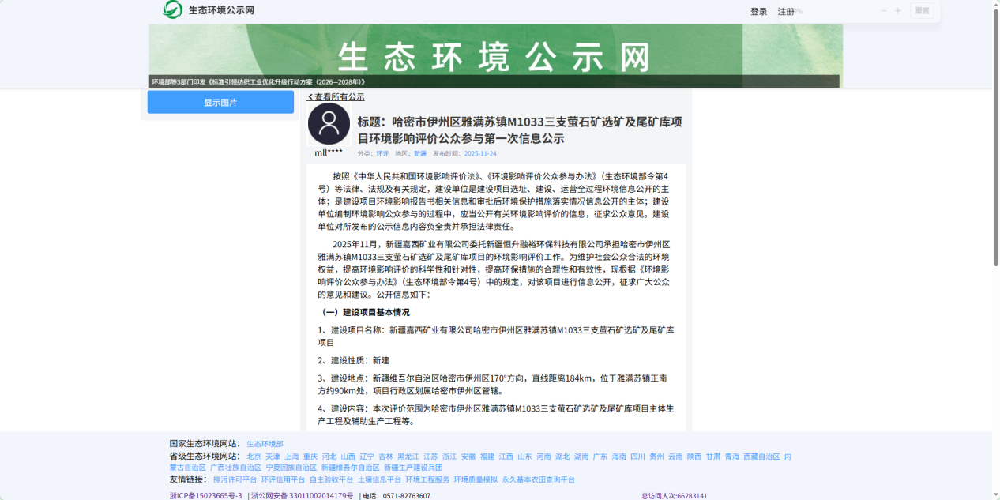 生态环境公示网
登录 注册
重置
生态环境公示网
环境部等3部门印发《标准引领纺织工业优化升级行动方案（2026—2028年）》
显示图片
查看所有公示
标题：哈密市伊州区雅满苏镇M1033三支萤石矿选矿及尾矿库项
目环境影响评价公众参与第一次信息公示
mll****
分类：环评 地区：新疆 发布时间：2025-11-24
按照《中华人民共和国环境影响评价法》、《环境影响评价公众参与办法》（生态环境部令第4
号）等法律、法规及有关规定，建设单位是建设项目选址、建设、运营全过程环境信息公开的主
体；是建设项目环境影响报告书相关信息和审批后环境保护措施落实情况信息公开的主体；建设
单位编制环境影响公众参与的过程中，应当公开有关环境影响评价的信息，征求公众意见。建设
单位对所发布的公示信息内容负全责并承担法律责任。
2025年11月，新疆嘉西矿业有限公司委托新疆恒升融裕环保科技有限公司承担哈密市伊州区
雅满苏镇M1033三支萤石矿选矿及尾矿库项目的环境影响评价工作。为维护社会公众合法的环境
权益，提高环境影响评价的科学性和针对性，提高环保措施的合理性和有效性，现根据《环境影
响评价公众参与办法》（生态环境部令第4号）中的规定，对该项目进行信息公开，征求广大公众
的意见和建议。公开信息如下：
（一）建设项目基本情况
1、建设项目名称：新疆嘉西矿业有限公司哈密市伊州区雅满苏镇M1033三支萤石矿选矿及尾矿库
项目
2、建设性质：新建
3、建设地点：新疆维吾尔自治区哈密市伊州区170°方向，直线距离184km，位于雅满苏镇正南
方约90km处，项目行政区划属哈密市伊州区管辖。
4、建设内容：本次评价范围为哈密市伊州区雅满苏镇M1033三支萤石矿选矿及尾矿库项目主体生
产工程及辅助生产工程等。
国家生态环境网站： 生态环境部
省级生态环境网站： 北京 天津 上海 重庆 河北 山西 辽宁 吉林 黑龙江 江苏 浙江 安徽 福建 江西 山东 河南 湖北 湖南 广东 海南 四川 贵州 云南 陕西 甘肃 青海 西藏自治区 内
蒙古自治区 广西壮族自治区 宁夏回族自治区 新疆维吾尔自治区 新疆生产建设兵团
友情链接： 排污许可平台 环评信用平台 自主验收平台 土壤信息平台 环境工程服务 环境质量模拟 永久基本农田查询平台
浙ICP备15023665号-3 | 浙公网安备 33011002014179号 | 电话：0571-82763607 总访问人次:66283141